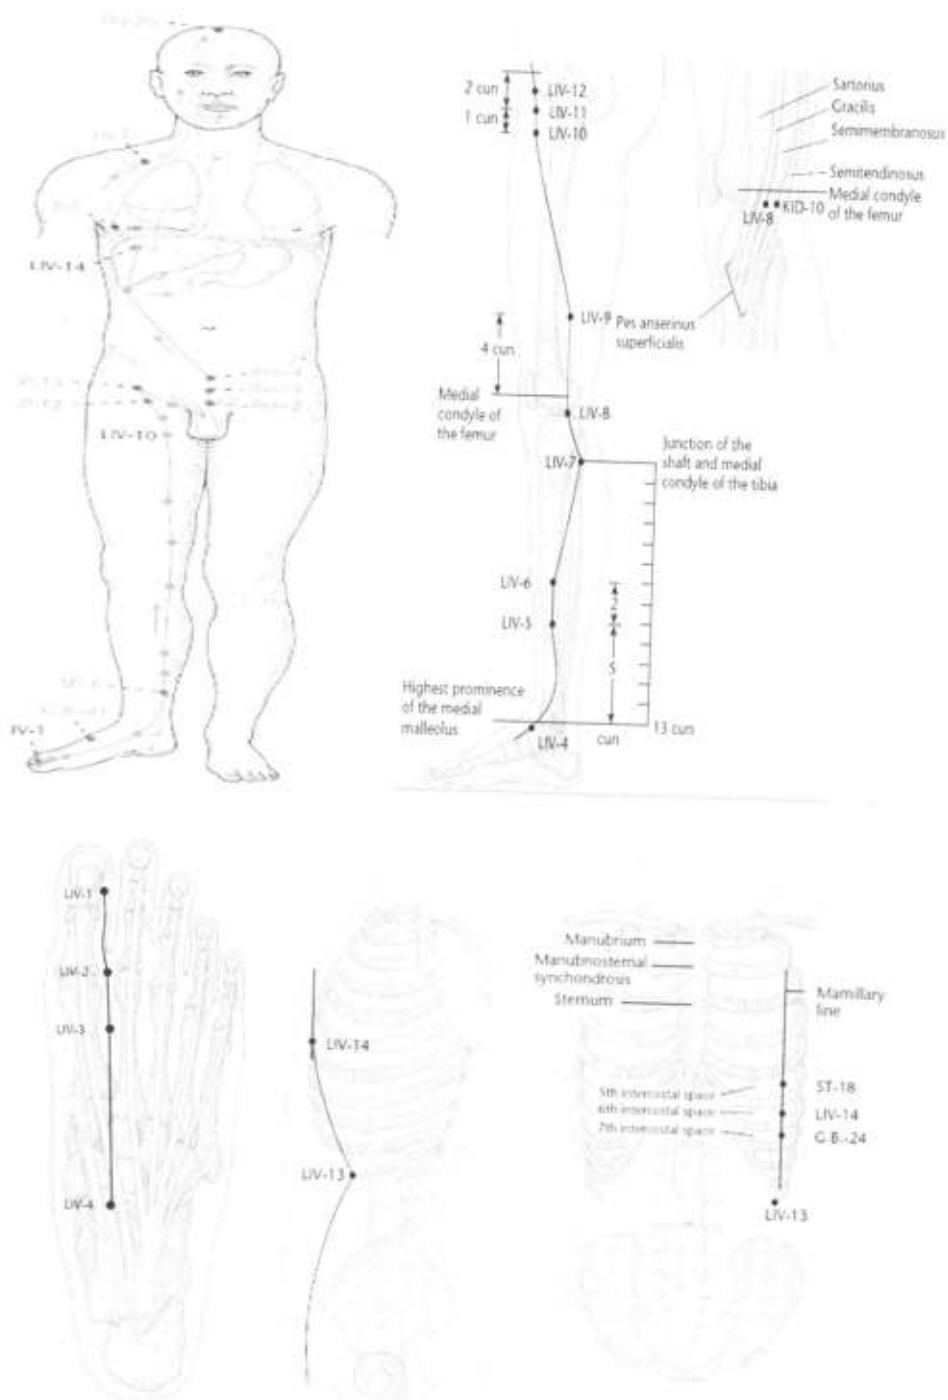 LIV-14
LIV-10
2 cun
1 cun
LIV-12
LIV-11
LIV-10
Sartorius
Gracilis
Semimembranosus
Semitendinosus
Medial condyle
of the femur
LIV-8
KID-10
LIV-9
Pes anserinus
superficialis
4 cun
Medial
condyle of
the femur
LIV-8
LIV-7
Junction of the
shaft and medial
condyle of the tibia
LIV-6
LIV-5
2
5
Highest prominence
of the medial
malleolus
LIV-4
cun
13 cun
IV-1
LIV-1
LIV-2
LIV-3
LIV-4
LIV-14
LIV-13
Manubrium
Manubnosternal
synchondrosis
Sternum
Mamillary
line
5th intercostal space
6th intercostal space
7th intercostal space
ST-18
LIV-14
G.B.-24
LIV-13